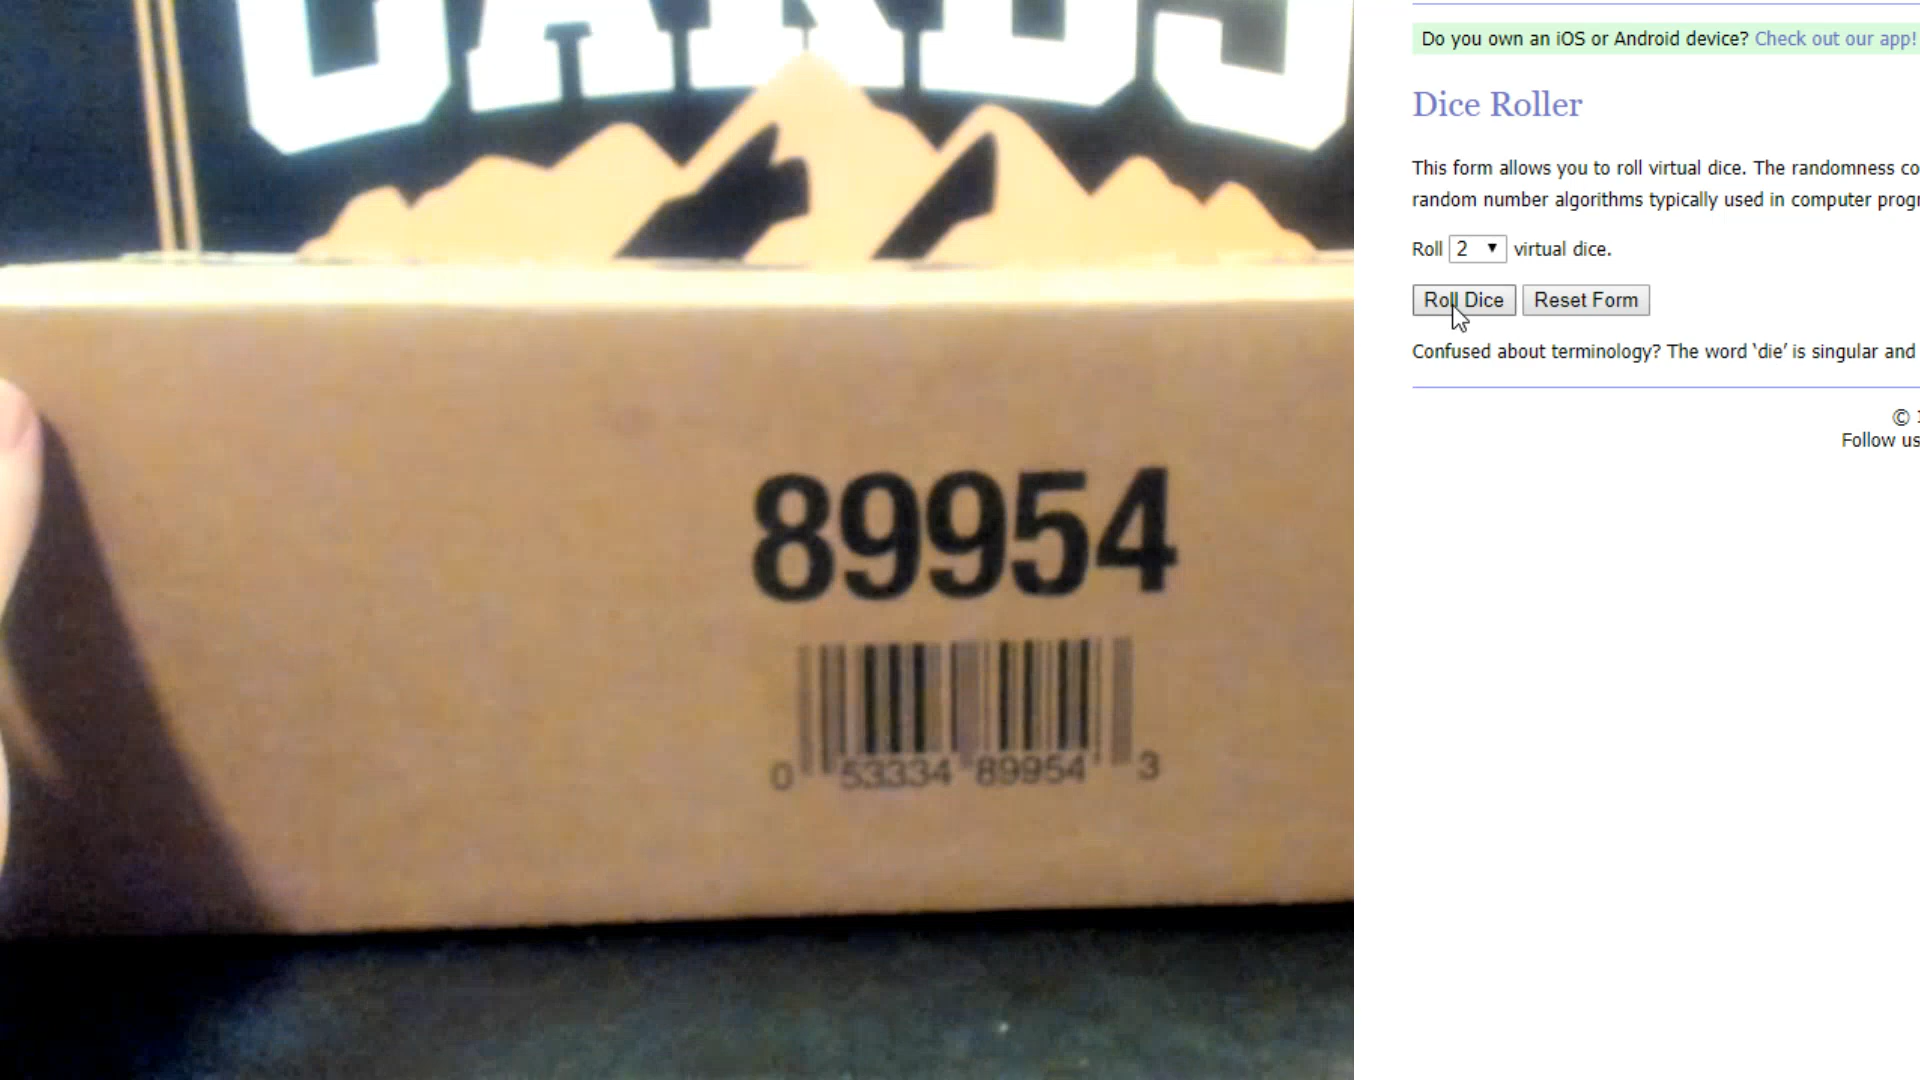 CARDS
89954
0 53334 89954 3
Do you own an iOS or Android device? Check out our app!
Dice Roller
This form allows you to roll virtual dice. The randomness co
random number algorithms typically used in computer progr
Roll 2 virtual dice.
Roll Dice Reset Form
Confused about terminology? The word ‘die’ is singular and
©
Follow us